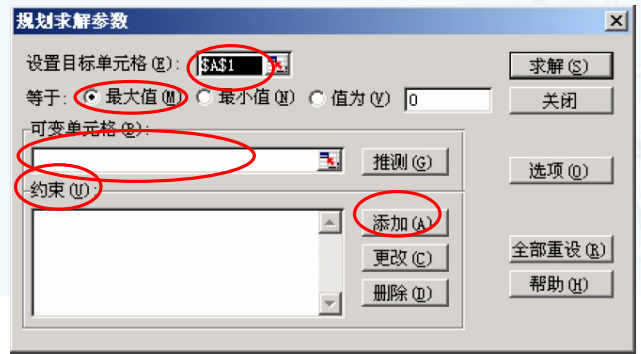 规划求解参数
设置目标单元格(E): $A$1 求解(S)
等于: 最大值(M) 最小值(N) 值为(V) 0 关闭
可变单元格(B):
推测(G) 选项(O)
约束(U):
添加(A)
更改(C) 全部重设(R)
删除(D) 帮助(H)